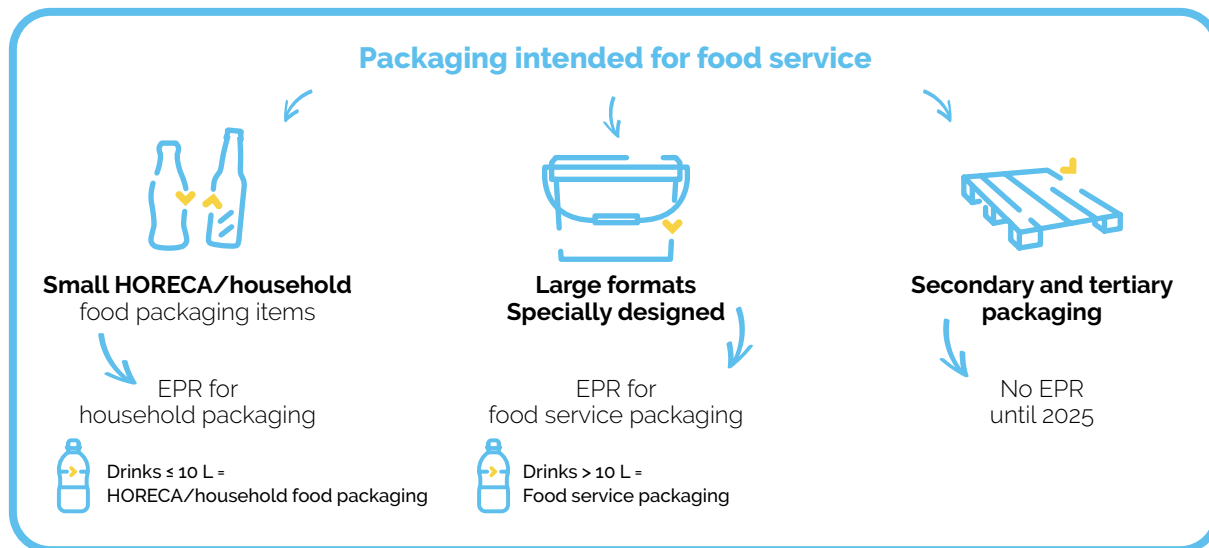 Packaging intended for food service
Small HORECA/household
food packaging items
EPR for
household packaging
Drinks ≤ 10 L =
HORECA/household food packaging
Large formats
Specially designed
EPR for
food service packaging
Drinks > 10 L =
Food service packaging
Secondary and tertiary
packaging
No EPR
until 2025